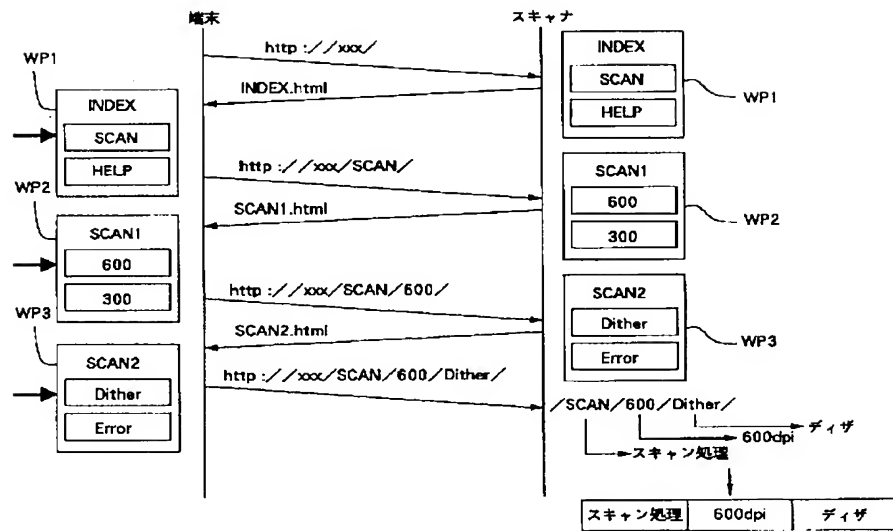 端末
スキャナ
WP1
INDEX
SCAN
HELP
WP2
SCAN1
600
300
WP3
SCAN2
Dither
Error
http://xxx/
INDEX.html
http://xxx/SCAN/
SCAN1.html
http://xxx/SCAN/600/
SCAN2.html
http://xxx/SCAN/600/Dither/
INDEX
SCAN
HELP
WP1
SCAN1
600
300
WP2
SCAN2
Dither
Error
WP3
/SCAN/600/Dither/
ディザ
600dpi
スキャン処理
スキャン処理 600dpi ディザ